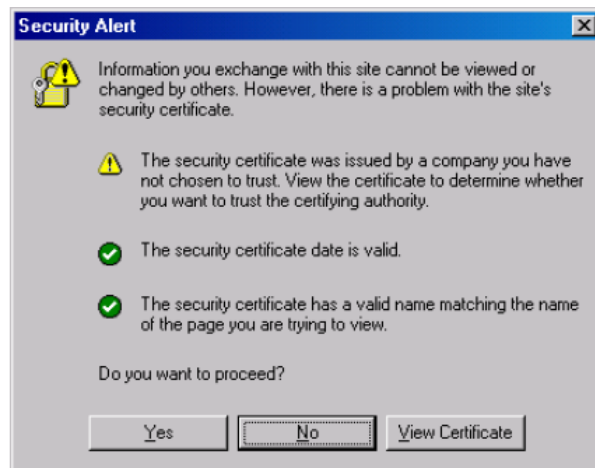 Security Alert
Information you exchange with this site cannot be viewed or
changed by others. However, there is a problem with the site's
security certificate.
The security certificate was issued by a company you have
not chosen to trust. View the certificate to determine whether
you want to trust the certifying authority.
The security certificate date is valid.
The security certificate has a valid name matching the name
of the page you are trying to view.
Do you want to proceed?
Yes No View Certificate